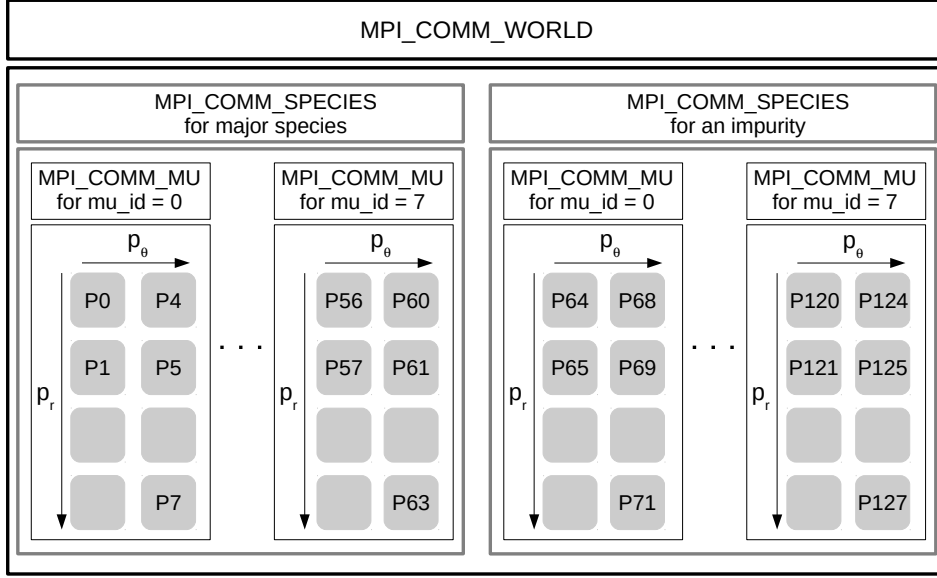 MPI_COMM_WORLD
MPI_COMM_SPECIES
for major species
MPI_COMM_SPECIES
for an impurity
MPI_COMM_MU
for mu_id = 0
MPI_COMM_MU
for mu_id = 7
MPI_COMM_MU
for mu_id = 0
MPI_COMM_MU
for mu_id = 7
pθ
pθ
pθ
pθ
P0 P4
P56 P60
P64 P68
P120 P124
P1 P5
. . .
P57 P61
P65 P69
. . .
P121 P125
pr
pr
pr
pr
P7
P63
P71
P127